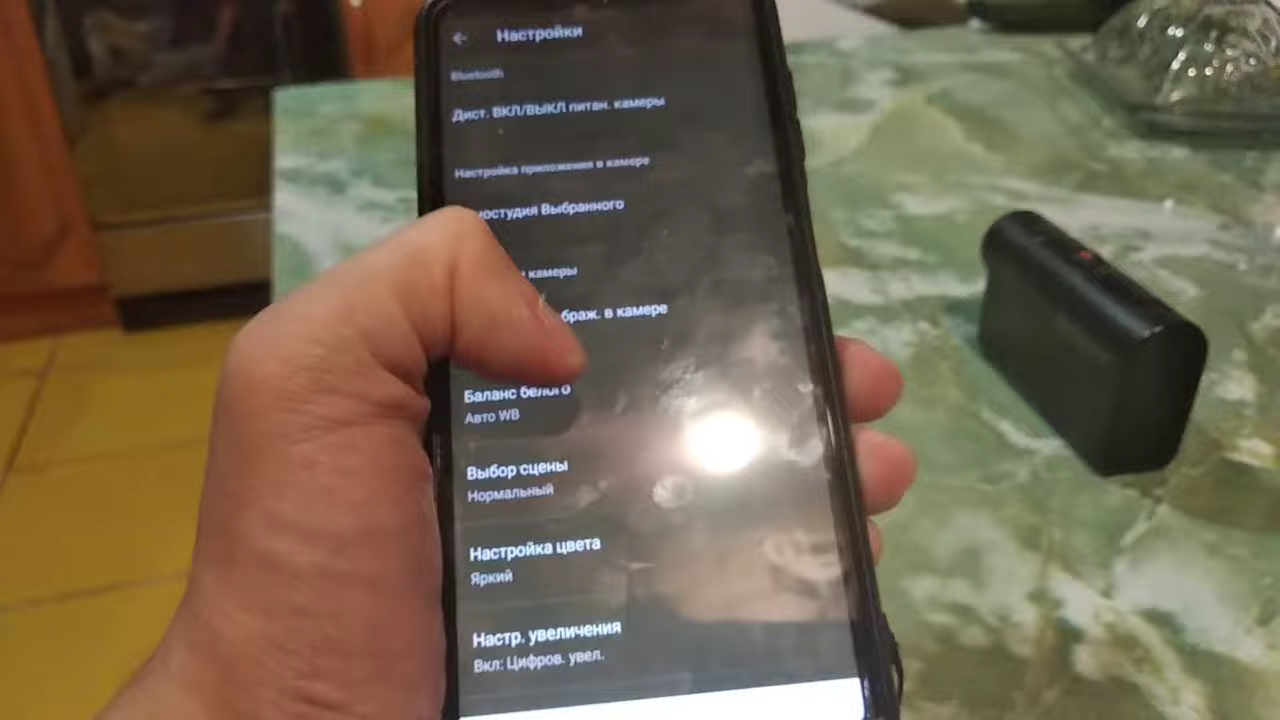 Настройки
Bluetooth
Дист. ВКЛ/ВЫКЛ питан. камеры
Настройка приложения в камере
Выбранного
камеры
в камере
Баланс белого
Авто WB
Выбор сцены
Нормальный
Настройка цвета
Яркий
Настр. увеличения
Вкл: Цифров. увел.